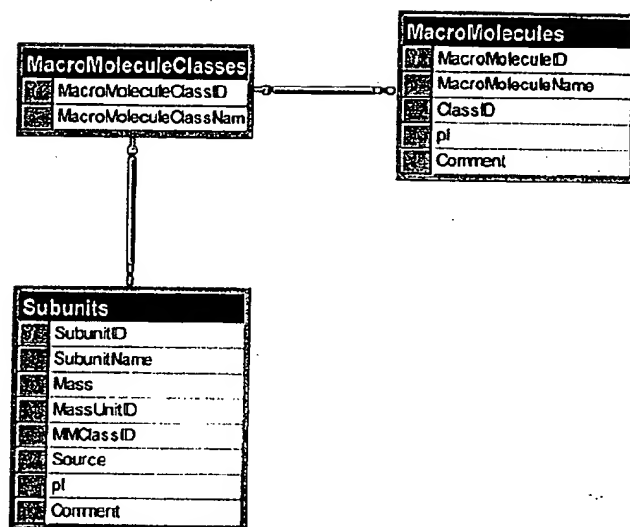 MacroMoleculeClasses
MacroMoleculeClassID
MacroMoleculeClassNam
MacroMolecules
MacroMoleculeID
MacroMoleculeName
ClassID
pI
Comment
Subunits
SubunitID
SubunitName
Mass
MassUnitID
MMClassID
Source
pI
Comment